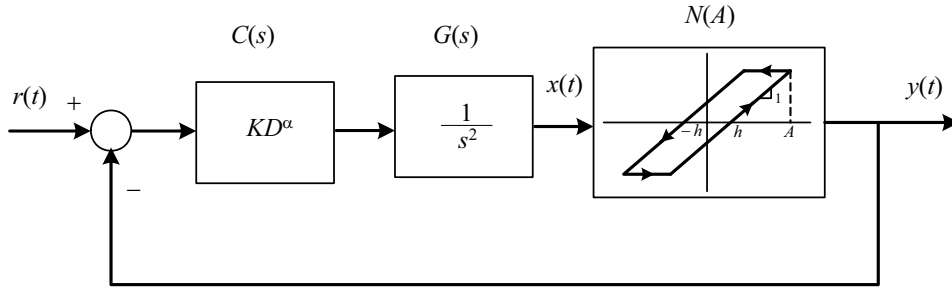 C(s) G(s) N(A)
r(t) + KDα 1/s² x(t) 1 y(t)
− h h A
−